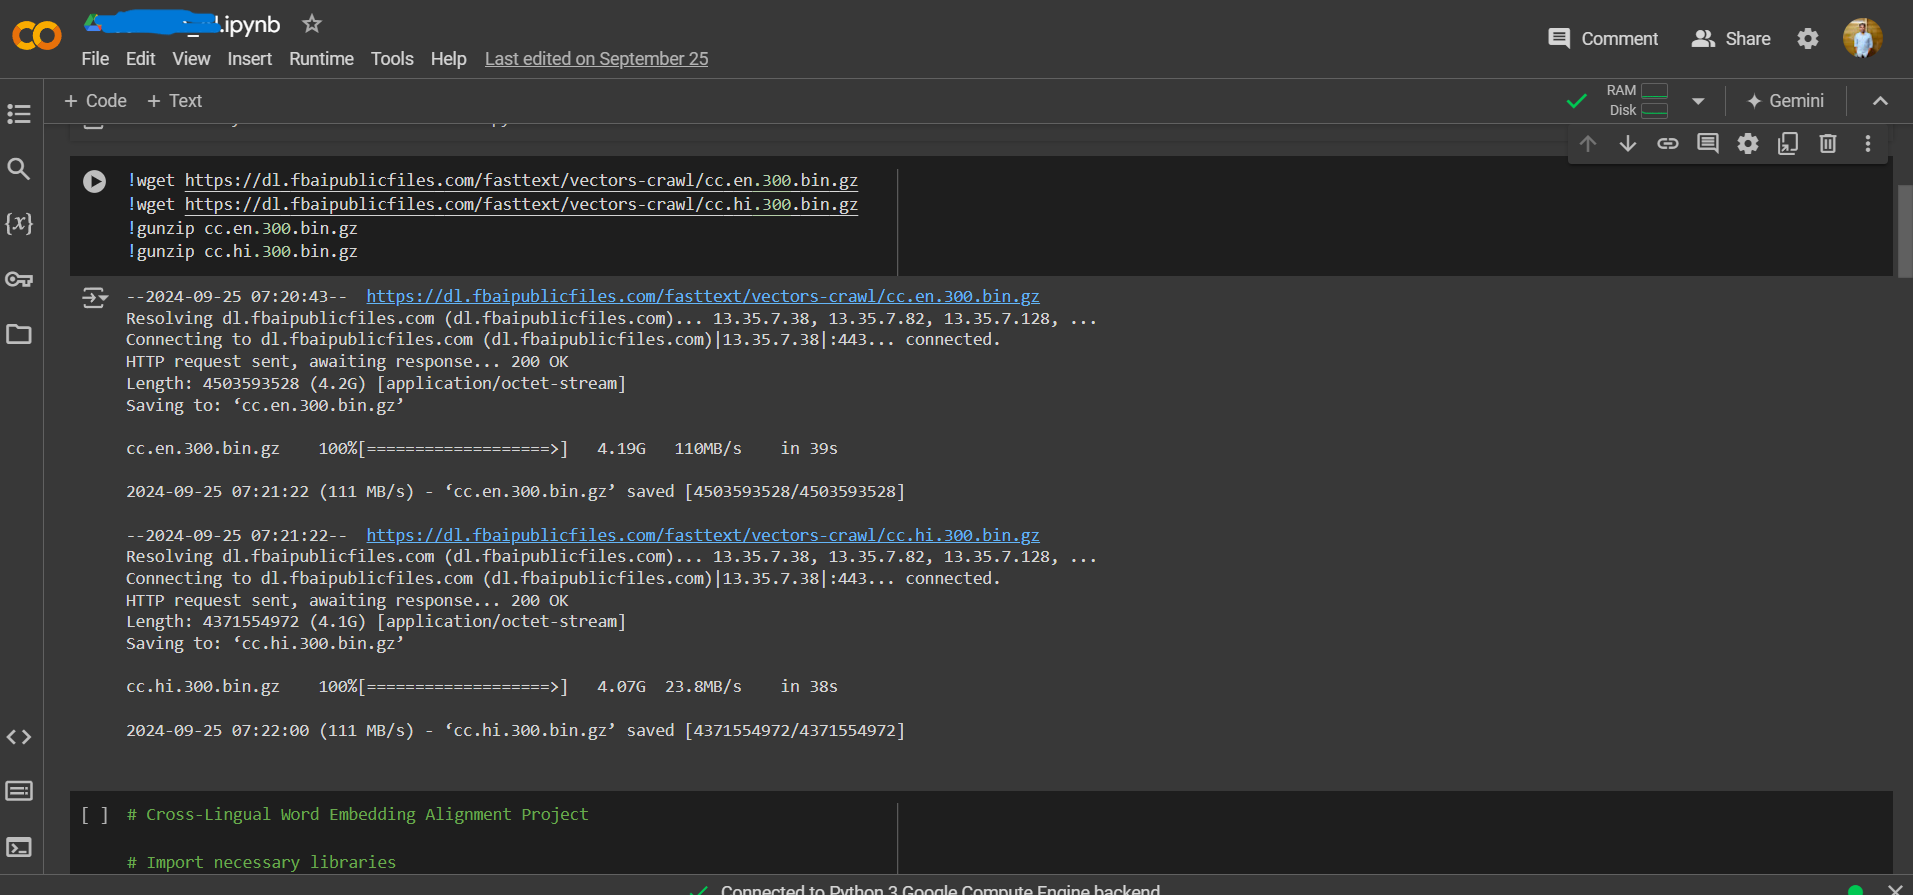 .ipynb
File Edit View Insert Runtime Tools Help Last edited on September 25
Comment Share
+ Code + Text
RAM
Disk
Gemini
!wget https://dl.fbaipublicfiles.com/fasttext/vectors-crawl/cc.en.300.bin.gz
!wget https://dl.fbaipublicfiles.com/fasttext/vectors-crawl/cc.hi.300.bin.gz
!gunzip cc.en.300.bin.gz
!gunzip cc.hi.300.bin.gz
--2024-09-25 07:20:43-- https://dl.fbaipublicfiles.com/fasttext/vectors-crawl/cc.en.300.bin.gz
Resolving dl.fbaipublicfiles.com (dl.fbaipublicfiles.com)... 13.35.7.38, 13.35.7.82, 13.35.7.128, ...
Connecting to dl.fbaipublicfiles.com (dl.fbaipublicfiles.com)|13.35.7.38|:443... connected.
HTTP request sent, awaiting response... 200 OK
Length: 4503593528 (4.2G) [application/octet-stream]
Saving to: ‘cc.en.300.bin.gz’
cc.en.300.bin.gz 100%[===================>] 4.19G 110MB/s in 39s
2024-09-25 07:21:22 (111 MB/s) - ‘cc.en.300.bin.gz’ saved [4503593528/4503593528]
--2024-09-25 07:21:22-- https://dl.fbaipublicfiles.com/fasttext/vectors-crawl/cc.hi.300.bin.gz
Resolving dl.fbaipublicfiles.com (dl.fbaipublicfiles.com)... 13.35.7.38, 13.35.7.82, 13.35.7.128, ...
Connecting to dl.fbaipublicfiles.com (dl.fbaipublicfiles.com)|13.35.7.38|:443... connected.
HTTP request sent, awaiting response... 200 OK
Length: 4371554972 (4.1G) [application/octet-stream]
Saving to: ‘cc.hi.300.bin.gz’
cc.hi.300.bin.gz 100%[===================>] 4.07G 23.8MB/s in 38s
2024-09-25 07:22:00 (111 MB/s) - ‘cc.hi.300.bin.gz’ saved [4371554972/4371554972]
[ ] # Cross-Lingual Word Embedding Alignment Project
# Import necessary libraries
Connected to Python 3 Google Compute Engine backend